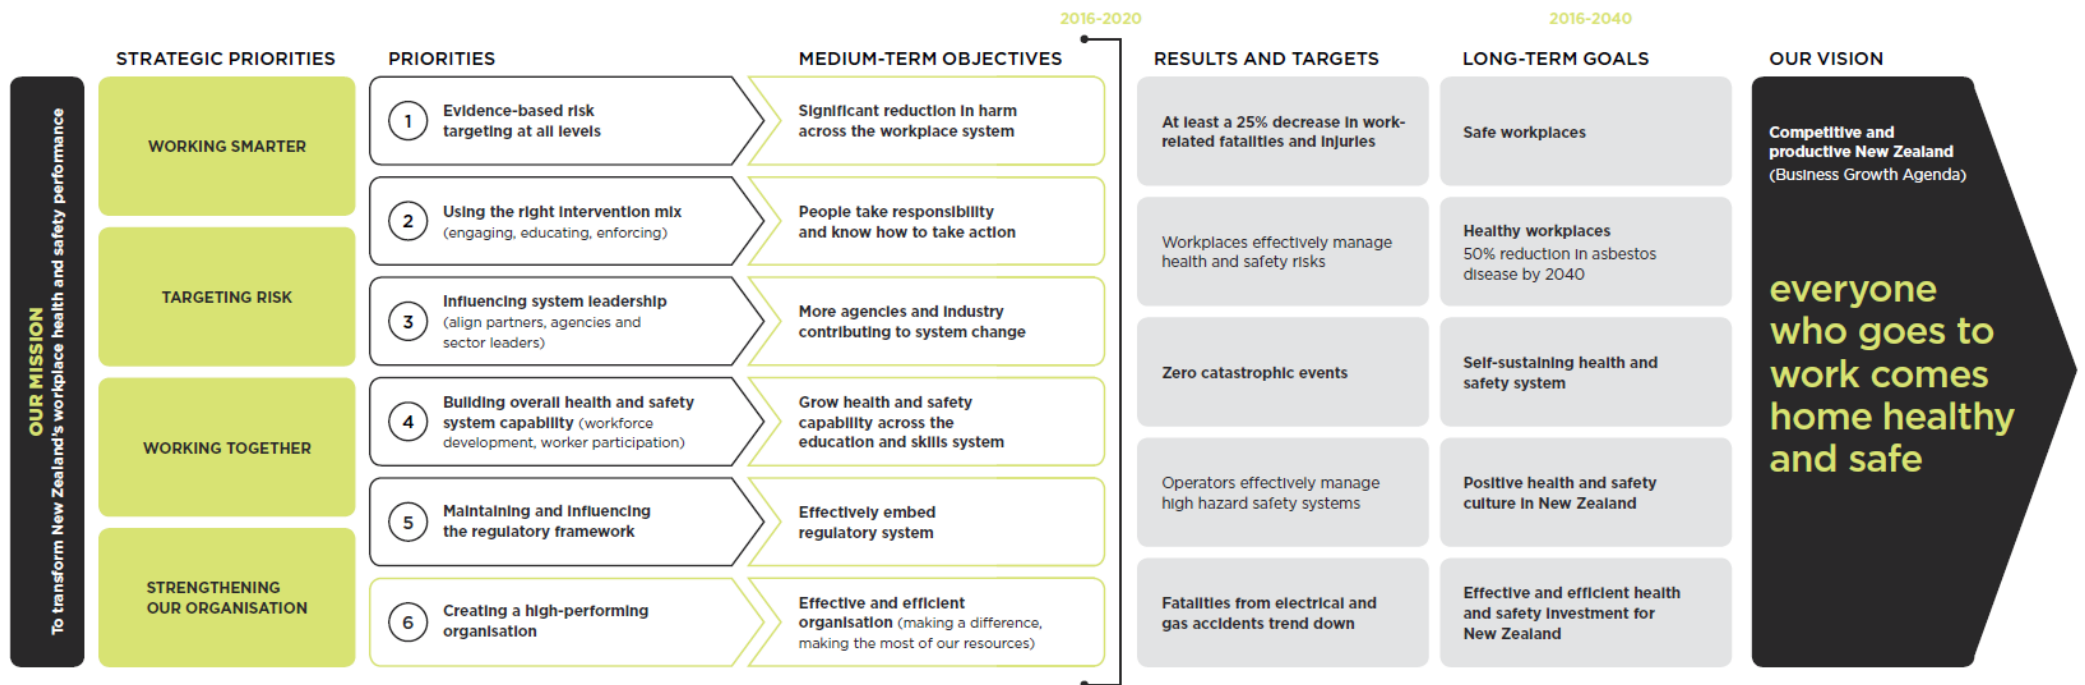 2016-2020
2016-2040
STRATEGIC PRIORITIES
PRIORITIES
MEDIUM-TERM OBJECTIVES
RESULTS AND TARGETS
LONG-TERM GOALS
OUR VISION
OUR MISSION
To transform New Zealand's workplace health and safety performance
WORKING SMARTER
TARGETING RISK
WORKING TOGETHER
STRENGTHENING
OUR ORGANISATION
1
Evidence-based risk
targeting at all levels
2
Using the right intervention mix
(engaging, educating, enforcing)
3
Influencing system leadership
(align partners, agencies and
sector leaders)
4
Building overall health and safety
system capability (workforce
development, worker participation)
5
Maintaining and influencing
the regulatory framework
6
Creating a high-performing
organisation
Significant reduction in harm
across the workplace system
People take responsibility
and know how to take action
More agencies and industry
contributing to system change
Grow health and safety
capability across the
education and skills system
Effectively embed
regulatory system
Effective and efficient
organisation (making a difference,
making the most of our resources)
At least a 25% decrease in work-
related fatalities and injuries
Workplaces effectively manage
health and safety risks
Zero catastrophic events
Operators effectively manage
high hazard safety systems
Fatalities from electrical and
gas accidents trend down
Safe workplaces
Healthy workplaces
50% reduction in asbestos
disease by 2040
Self-sustaining health and
safety system
Positive health and safety
culture in New Zealand
Effective and efficient health
and safety investment for
New Zealand
Competitive and
productive New Zealand
(Business Growth Agenda)
everyone
who goes to
work comes
home healthy
and safe